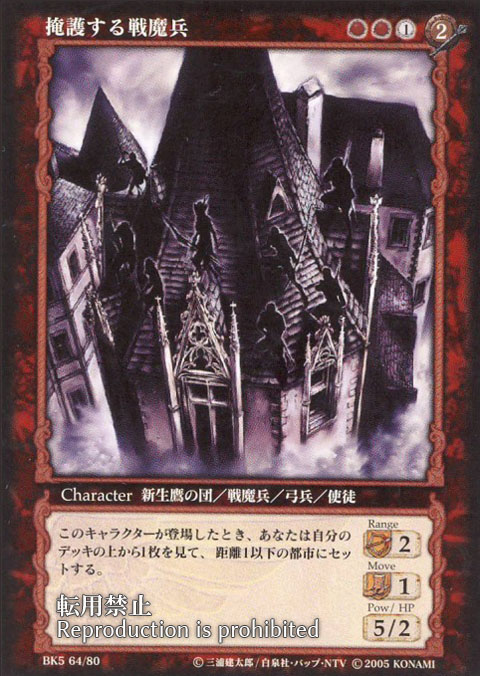 掩護する戦魔兵
1 2
Character 新生鷹の団／戦魔兵／弓兵／使徒
このキャラクターが登場したとき、あなたは自分の
デッキの上から1枚を見て、距離1以下の都市にセッ
トする。
Range
2
Move
1
Pow/ HP
5/2
転用禁止
Reproduction is prohibited
BK5 64/80
©三浦建太郎/白泉社・バップ・NTV ©2005 KONAMI